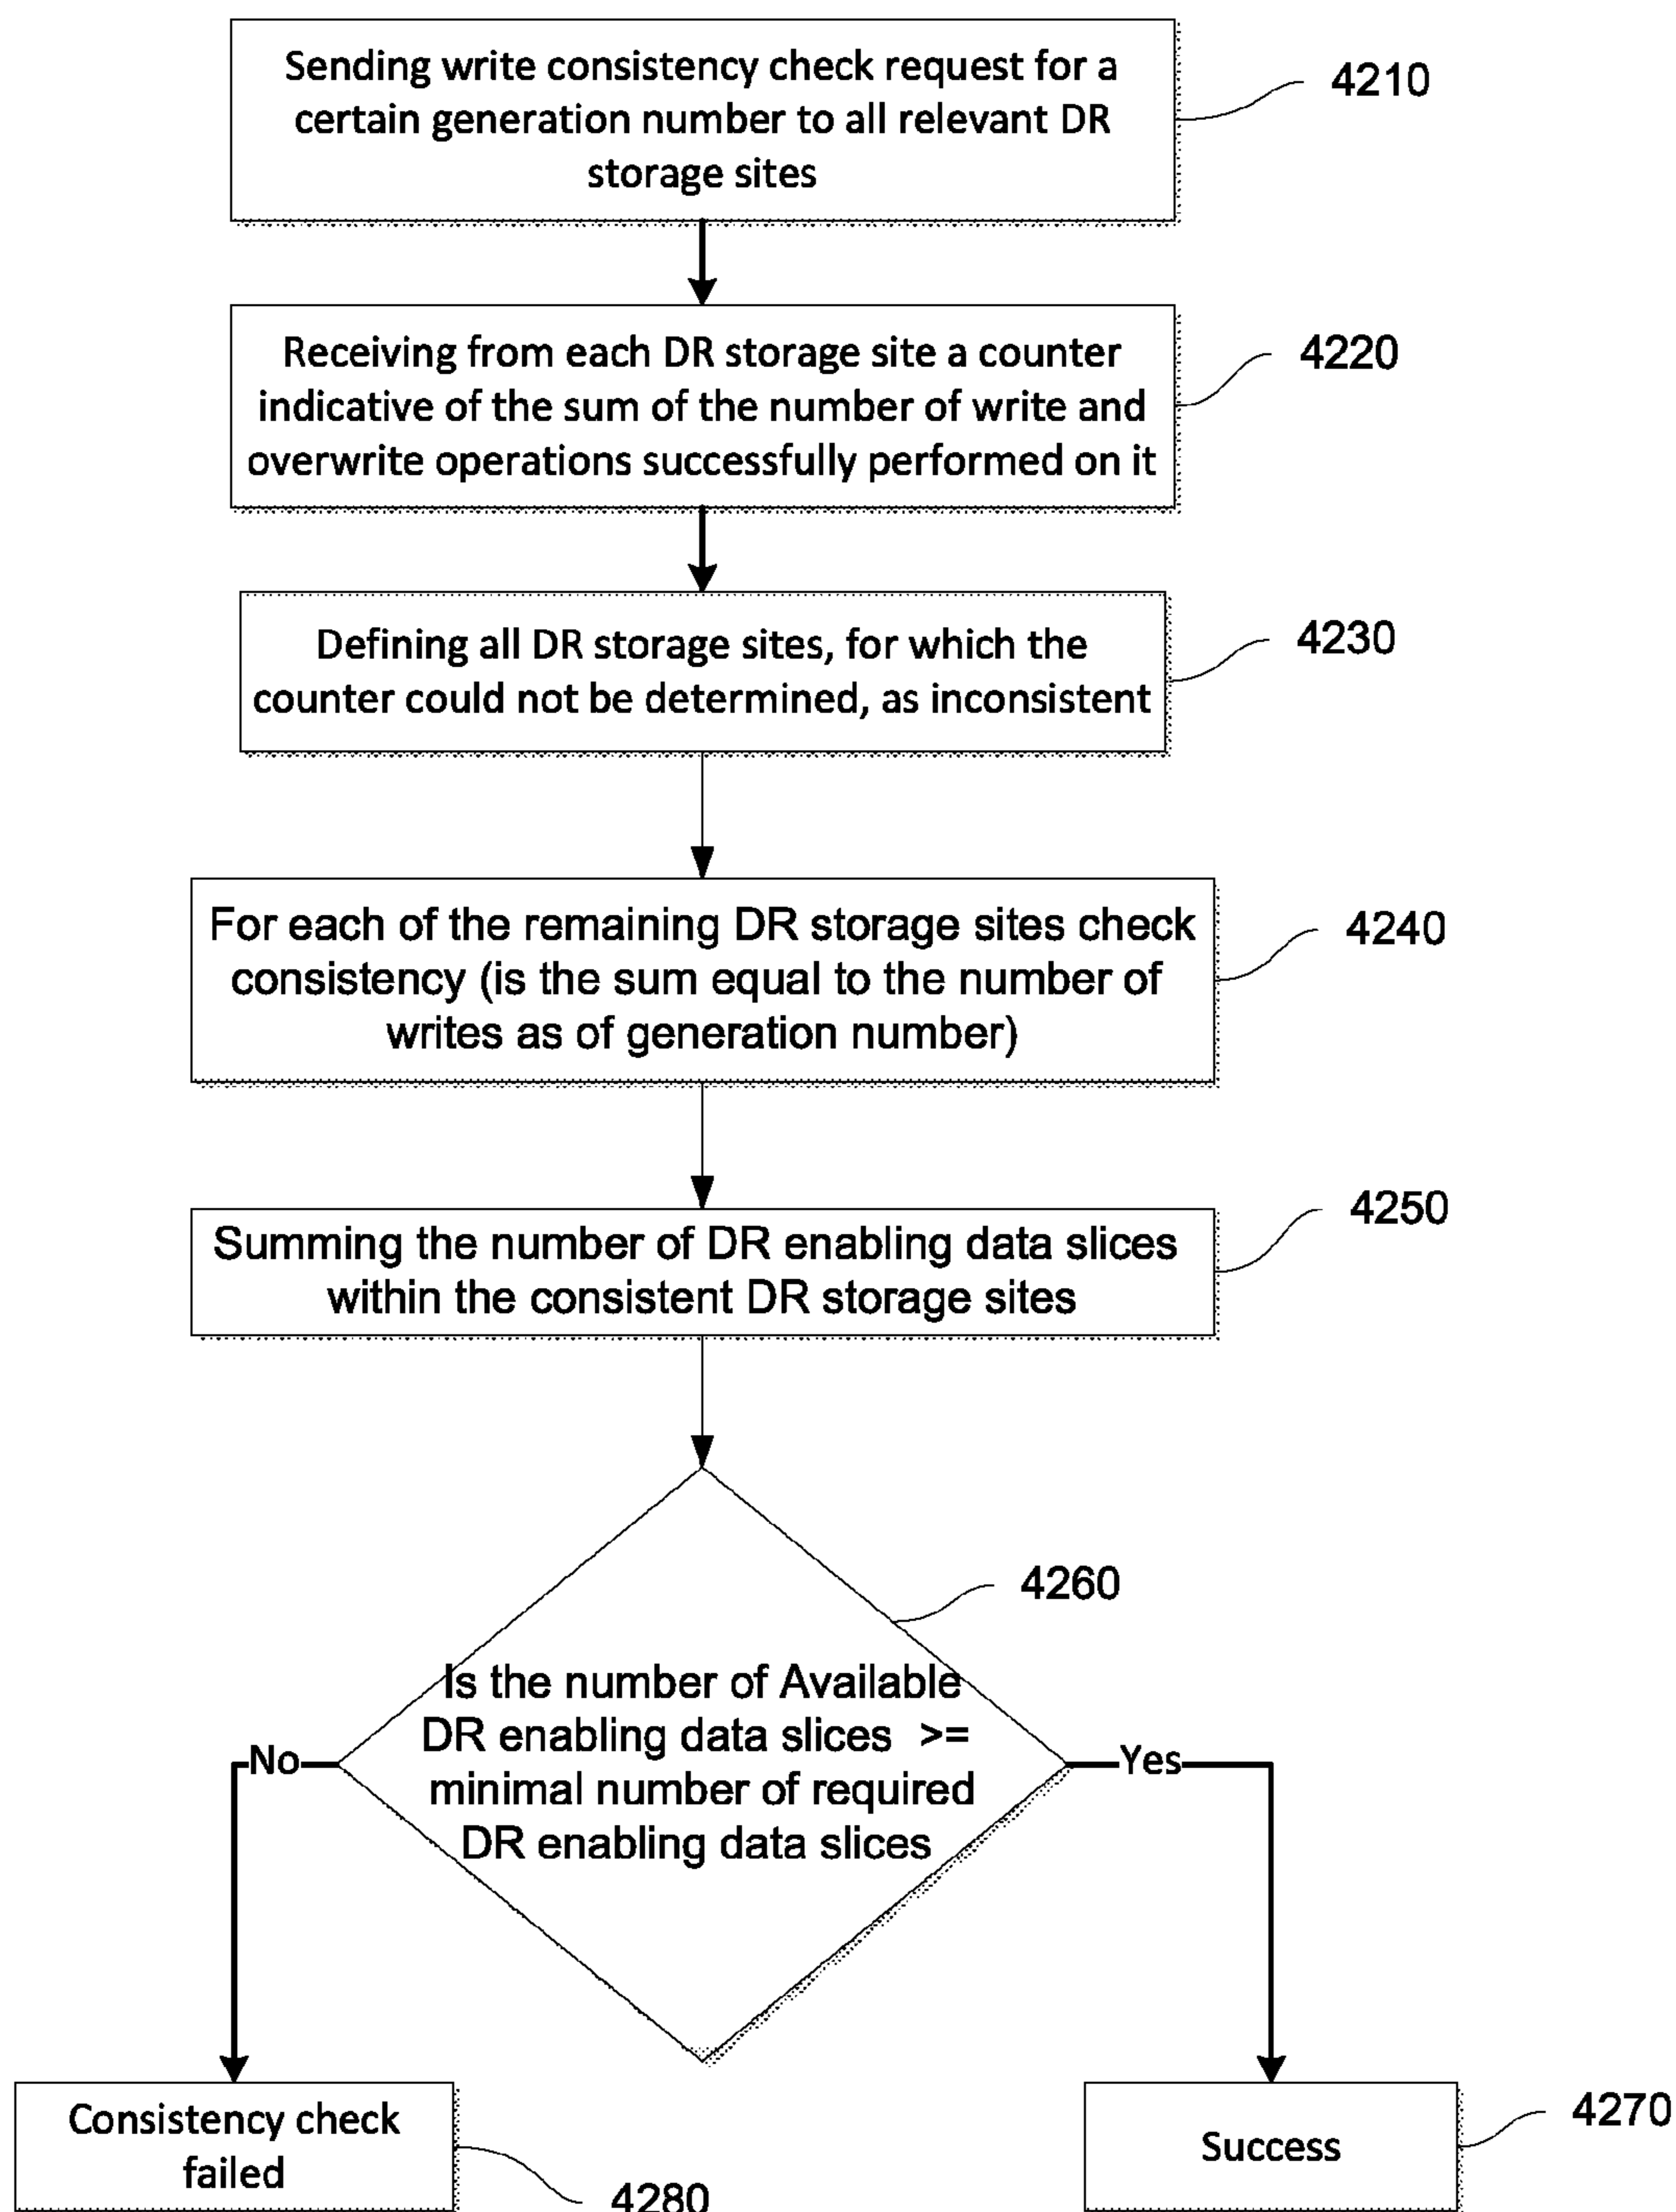 Sending write consistency check request for a
certain generation number to all relevant DR
storage sites
4210
Receiving from each DR storage site a counter
indicative of the sum of the number of write and
overwrite operations successfully performed on it
4220
Defining all DR storage sites, for which the
counter could not be determined, as inconsistent
4230
For each of the remaining DR storage sites check
consistency (is the sum equal to the number of
writes as of generation number)
4240
Summing the number of DR enabling data slices
within the consistent DR storage sites
4250
4260
Is the number of Available
DR enabling data slices >=
minimal number of required
DR enabling data slices
No
Yes
Consistency check
failed
4280
Success
4270